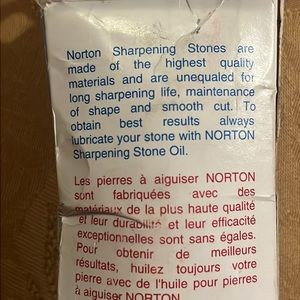 Norton Sharpening Stones are
made of the highest quality
materials and are unequaled for
long sharpening life, maintenance
of shape and smooth cut. To
obtain best results always
lubricate your stone with NORTON
Sharpening Stone Oil.
Les pierres à aiguiser NORTON
sont fabriquées avec des
matériaux de la plus haute qualité
et leur durabilité et leur efficacité
exceptionnelles sont sans égales.
Pour obtenir de meilleurs
résultats, huilez toujours votre
pierre avec de l'huile pour pierres
à aiguiser NORTON